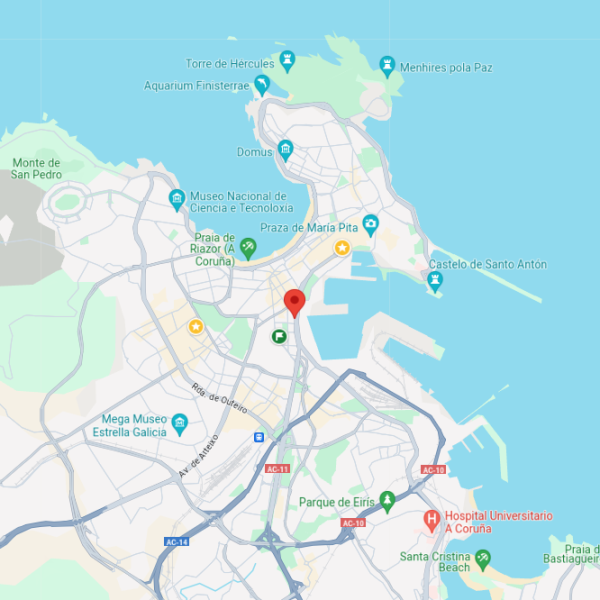 Torre de Hércules
Menhires pola Paz
Aquarium Finisterrae
Domus
Monte de
San Pedro
Museo Nacional de
Ciencia e Tecnoloxía
Praza de María Pita
Praia de
Riazor (A
Coruña)
Castelo de Santo Antón
Rda. de Outeiro
Mega Museo
Estrella Galicia
Av. de Arteixo
AC-11
AC-10
Parque de Eirís
AC-10
Hospital Universitario
A Coruña
AC-14
Santa Cristina
Beach
Praia de
Bastiagueiro